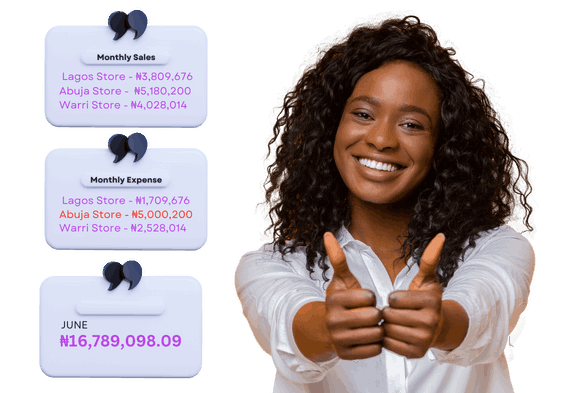 Monthly Sales
Lagos Store - ₦3,809,676
Abuja Store - ₦5,180,200
Warri Store - ₦4,028,014
Monthly Expense
Lagos Store - ₦1,709,676
Abuja Store - ₦5,000,200
Warri Store - ₦2,528,014
JUNE
₦16,789,098.09